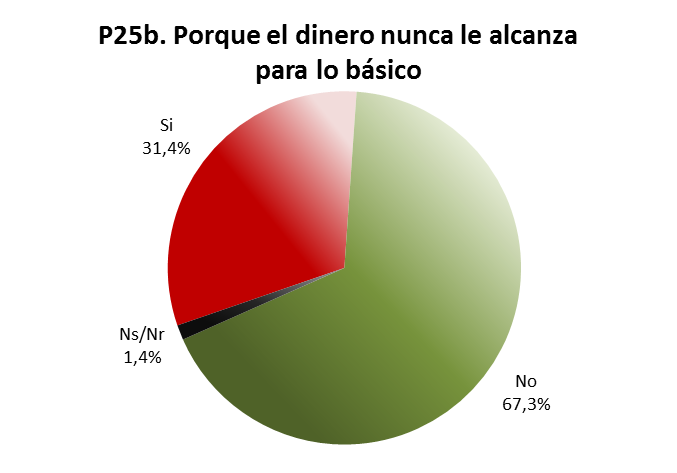 P25b. Porque el dinero nunca le alcanza
para lo básico
Si
31,4%
Ns/Nr
1,4%
No
67,3%